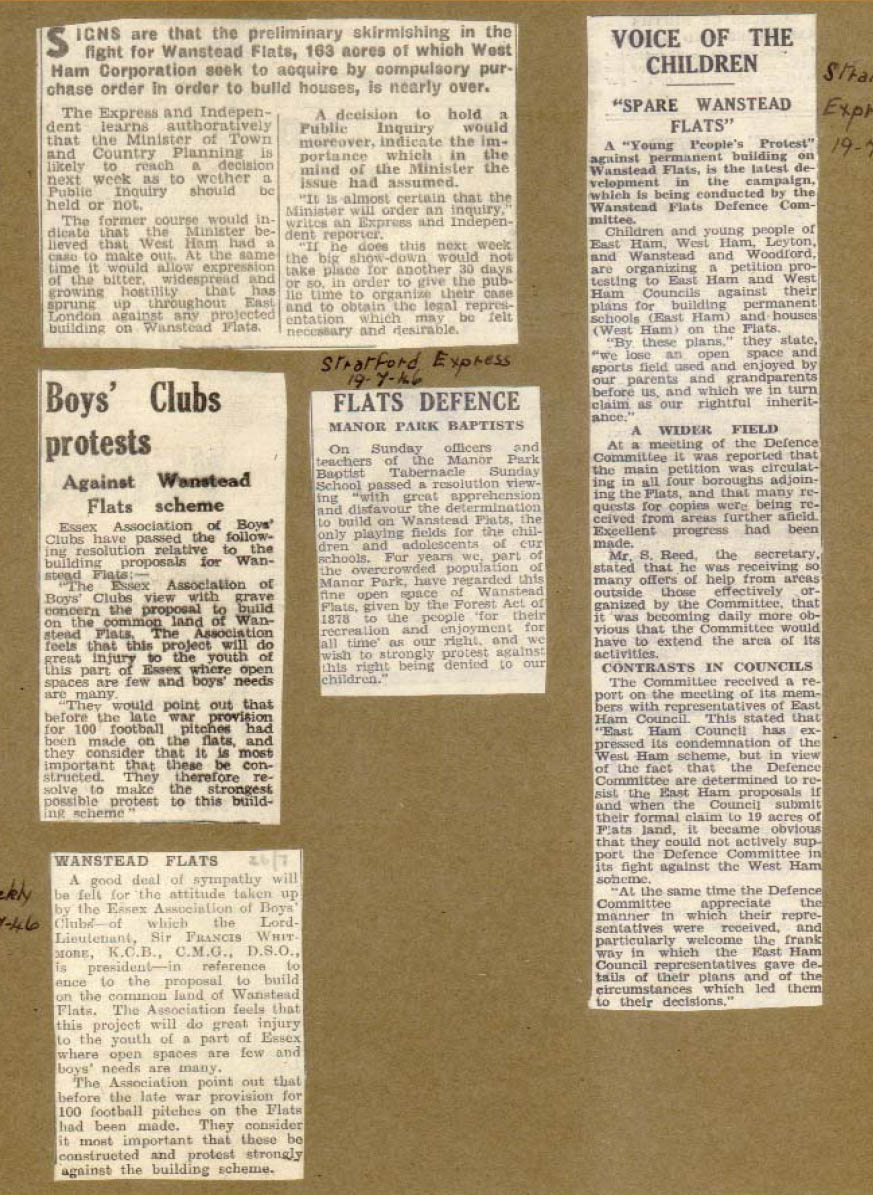 SIGNS are that the preliminary skirmishing in the
fight for Wanstead Flats, 163 acres of which West
Ham Corporation seek to acquire by compulsory pur-
chase order in order to build houses, is nearly over.
The Express and Indepen-
dent learns authoratively
that the Minister of Town
and Country Planning is
likely to reach a decision
next week as to wether a
Public Inquiry should be
held or not.
The former course would in-
dicate that the Minister be-
lieved that West Ham had a
case to make out. At the same
time it would allow expression
of the bitter, widespread and
growing hostility that has
sprung up throughout East
London against any projected
building on Wanstead Flats.
A decision to hold a
Public Inquiry would
moreover, indicate the im-
portance which in the
mind of the Minister the
issue had assumed.
"It is almost certain that the
Minister will order an inquiry,"
writes an Express and Indepen-
dent reporter.
"If he does this next week
the big show-down would not
take place for another 30 days
or so, in order to give the pub-
lic time to organize their case
and to obtain the legal repres-
entation which may be felt
necessary and desirable.
Boys' Clubs
protests
Against Wanstead
Flats scheme
Essex Association of Boys'
Clubs have passed the follow-
ing resolution relative to the
building proposals for Wan-
stead Flats:—
"The Essex Association of
Boys' Clubs view with grave
concern the proposal to build
on the common land of Wan-
stead Flats. The Association
feels that this project will do
great injury to the youth of
this part of Essex where open
spaces are few and boys' needs
are many.
"They would point out that
before the late war provision
for 100 football pitches had
been made on the flats, and
they consider that it is most
important that these be con-
structed. They therefore re-
solve to make the strongest
possible protest to this build-
ing scheme"
Stratford Express
19-7-46
FLATS DEFENCE
MANOR PARK BAPTISTS
On Sunday officers and
teachers of the Manor Park
Baptist Tabernacle Sunday
School passed a resolution view-
ing "with great apprehension
and disfavour the determination
to build on Wanstead Flats, the
only playing fields for the chil-
dren and adolescents of our
schools. For years we, part of
the overcrowded population of
Manor Park, have regarded this
fine open space of Wanstead
Flats, given by the Forest Act of
1878 to the people 'for their
recreation and enjoyment for
all time' as our right, and we
wish to strongly protest against
this right being denied to our
children."
ekly
7-46
WANSTEAD FLATS
A good deal of sympathy will
be felt for the attitude taken up
by the Essex Association of Boys'
Clubs—of which the Lord-
Lieutenant, Sir FRANCIS WHIT-
MORE, K.C.B., C.M.G., D.S.O.,
is president—in reference to
ence to the proposal to build
on the common land of Wanstead
Flats. The Association feels that
this project will do great injury
to the youth of a part of Essex
where open spaces are few and
boys' needs are many.
The Association point out that
before the late war provision for
100 football pitches on the Flats
had been made. They consider
it most important that these be
constructed and protest strongly
against the building scheme.
VOICE OF THE
CHILDREN
"SPARE WANSTEAD
FLATS"
A "Young People's Protest"
against permanent building on
Wanstead Flats, is the latest de-
velopment in the campaign,
which is being conducted by the
Wanstead Flats Defence Com-
mittee.
Children and young people of
East Ham, West Ham, Leyton,
and Wanstead and Woodford,
are organizing a petition pro-
testing to East Ham and West
Ham Councils against their
plans for building permanent
schools (East Ham) and houses
(West Ham) on the Flats.
"By these plans," they state,
"we lose an open space and
sports field used and enjoyed by
our parents and grandparents
before us, and which we in turn
claim as our rightful inherit-
ance."
A WIDER FIELD
At a meeting of the Defence
Committee it was reported that
the main petition was circulat-
ing in all four boroughs adjoin-
ing the Flats, and that many re-
quests for copies were being re-
ceived from areas further afield.
Excellent progress had been
made.
Mr. S. Reed, the secretary,
stated that he was receiving so
many offers of help from areas
outside those effectively or-
ganized by the Committee, that
it was becoming daily more ob-
vious that the Committee would
have to extend the area of its
activities.
CONTRASTS IN COUNCILS
The Committee received a re-
port on the meeting of its mem-
bers with representatives of East
Ham Council. This stated that
"East Ham Council has ex-
pressed its condemnation of the
West Ham scheme, but in view
of the fact that the Defence
Committee are determined to re-
sist the East Ham proposals if
and when the Council submit
their formal claim to 19 acres of
Flats land, it became obvious
that they could not actively sup-
port the Defence Committee in
its fight against the West Ham
scheme.
"At the same time the Defence
Committee appreciate the
manner in which their repre-
sentatives were received, and
particularly welcome the frank
way in which the East Ham
Council representatives gave de-
tails of their plans and of the
circumstances which led them
to their decisions."
Stra
Exp
19-7